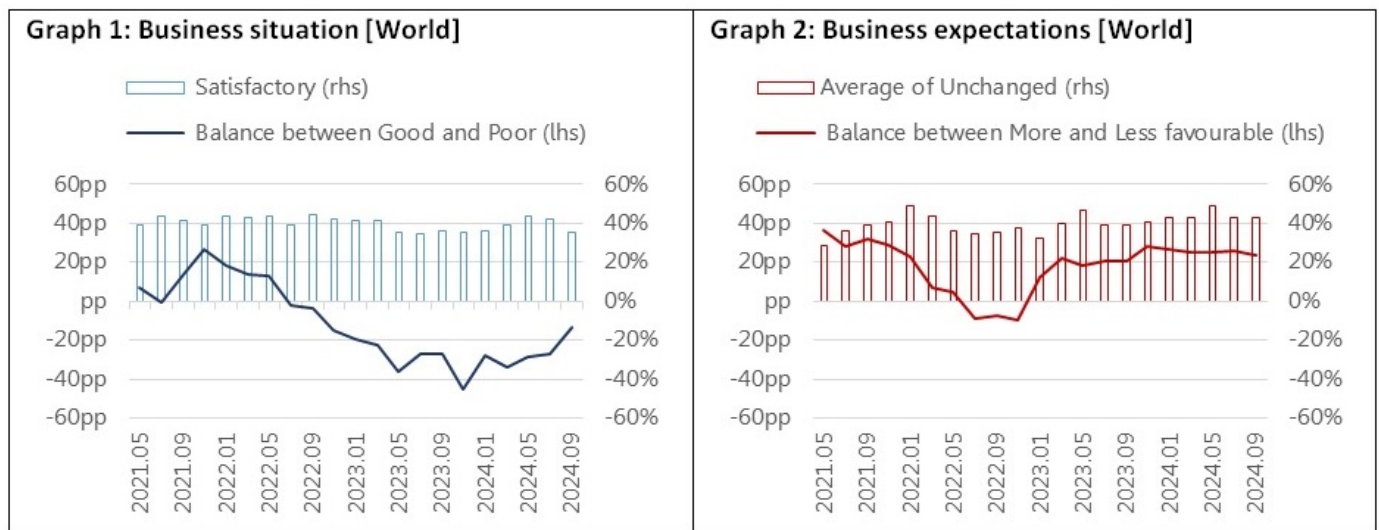 Graph 1: Business situation [World]
Satisfactory (rhs)
Balance between Good and Poor (lhs)
60pp
40pp
20pp
pp
-20pp
-40pp
-60pp
60%
40%
20%
0%
-20%
-40%
-60%
2021.05
2021.09
2022.01
2022.05
2022.09
2023.01
2023.05
2023.09
2024.01
2024.05
2024.09
Graph 2: Business expectations [World]
Average of Unchanged (rhs)
Balance between More and Less favourable (lhs)
60pp
40pp
20pp
pp
-20pp
-40pp
-60pp
60%
40%
20%
0%
-20%
-40%
-60%
2021.05
2021.09
2022.01
2022.05
2022.09
2023.01
2023.05
2023.09
2024.01
2024.05
2024.09